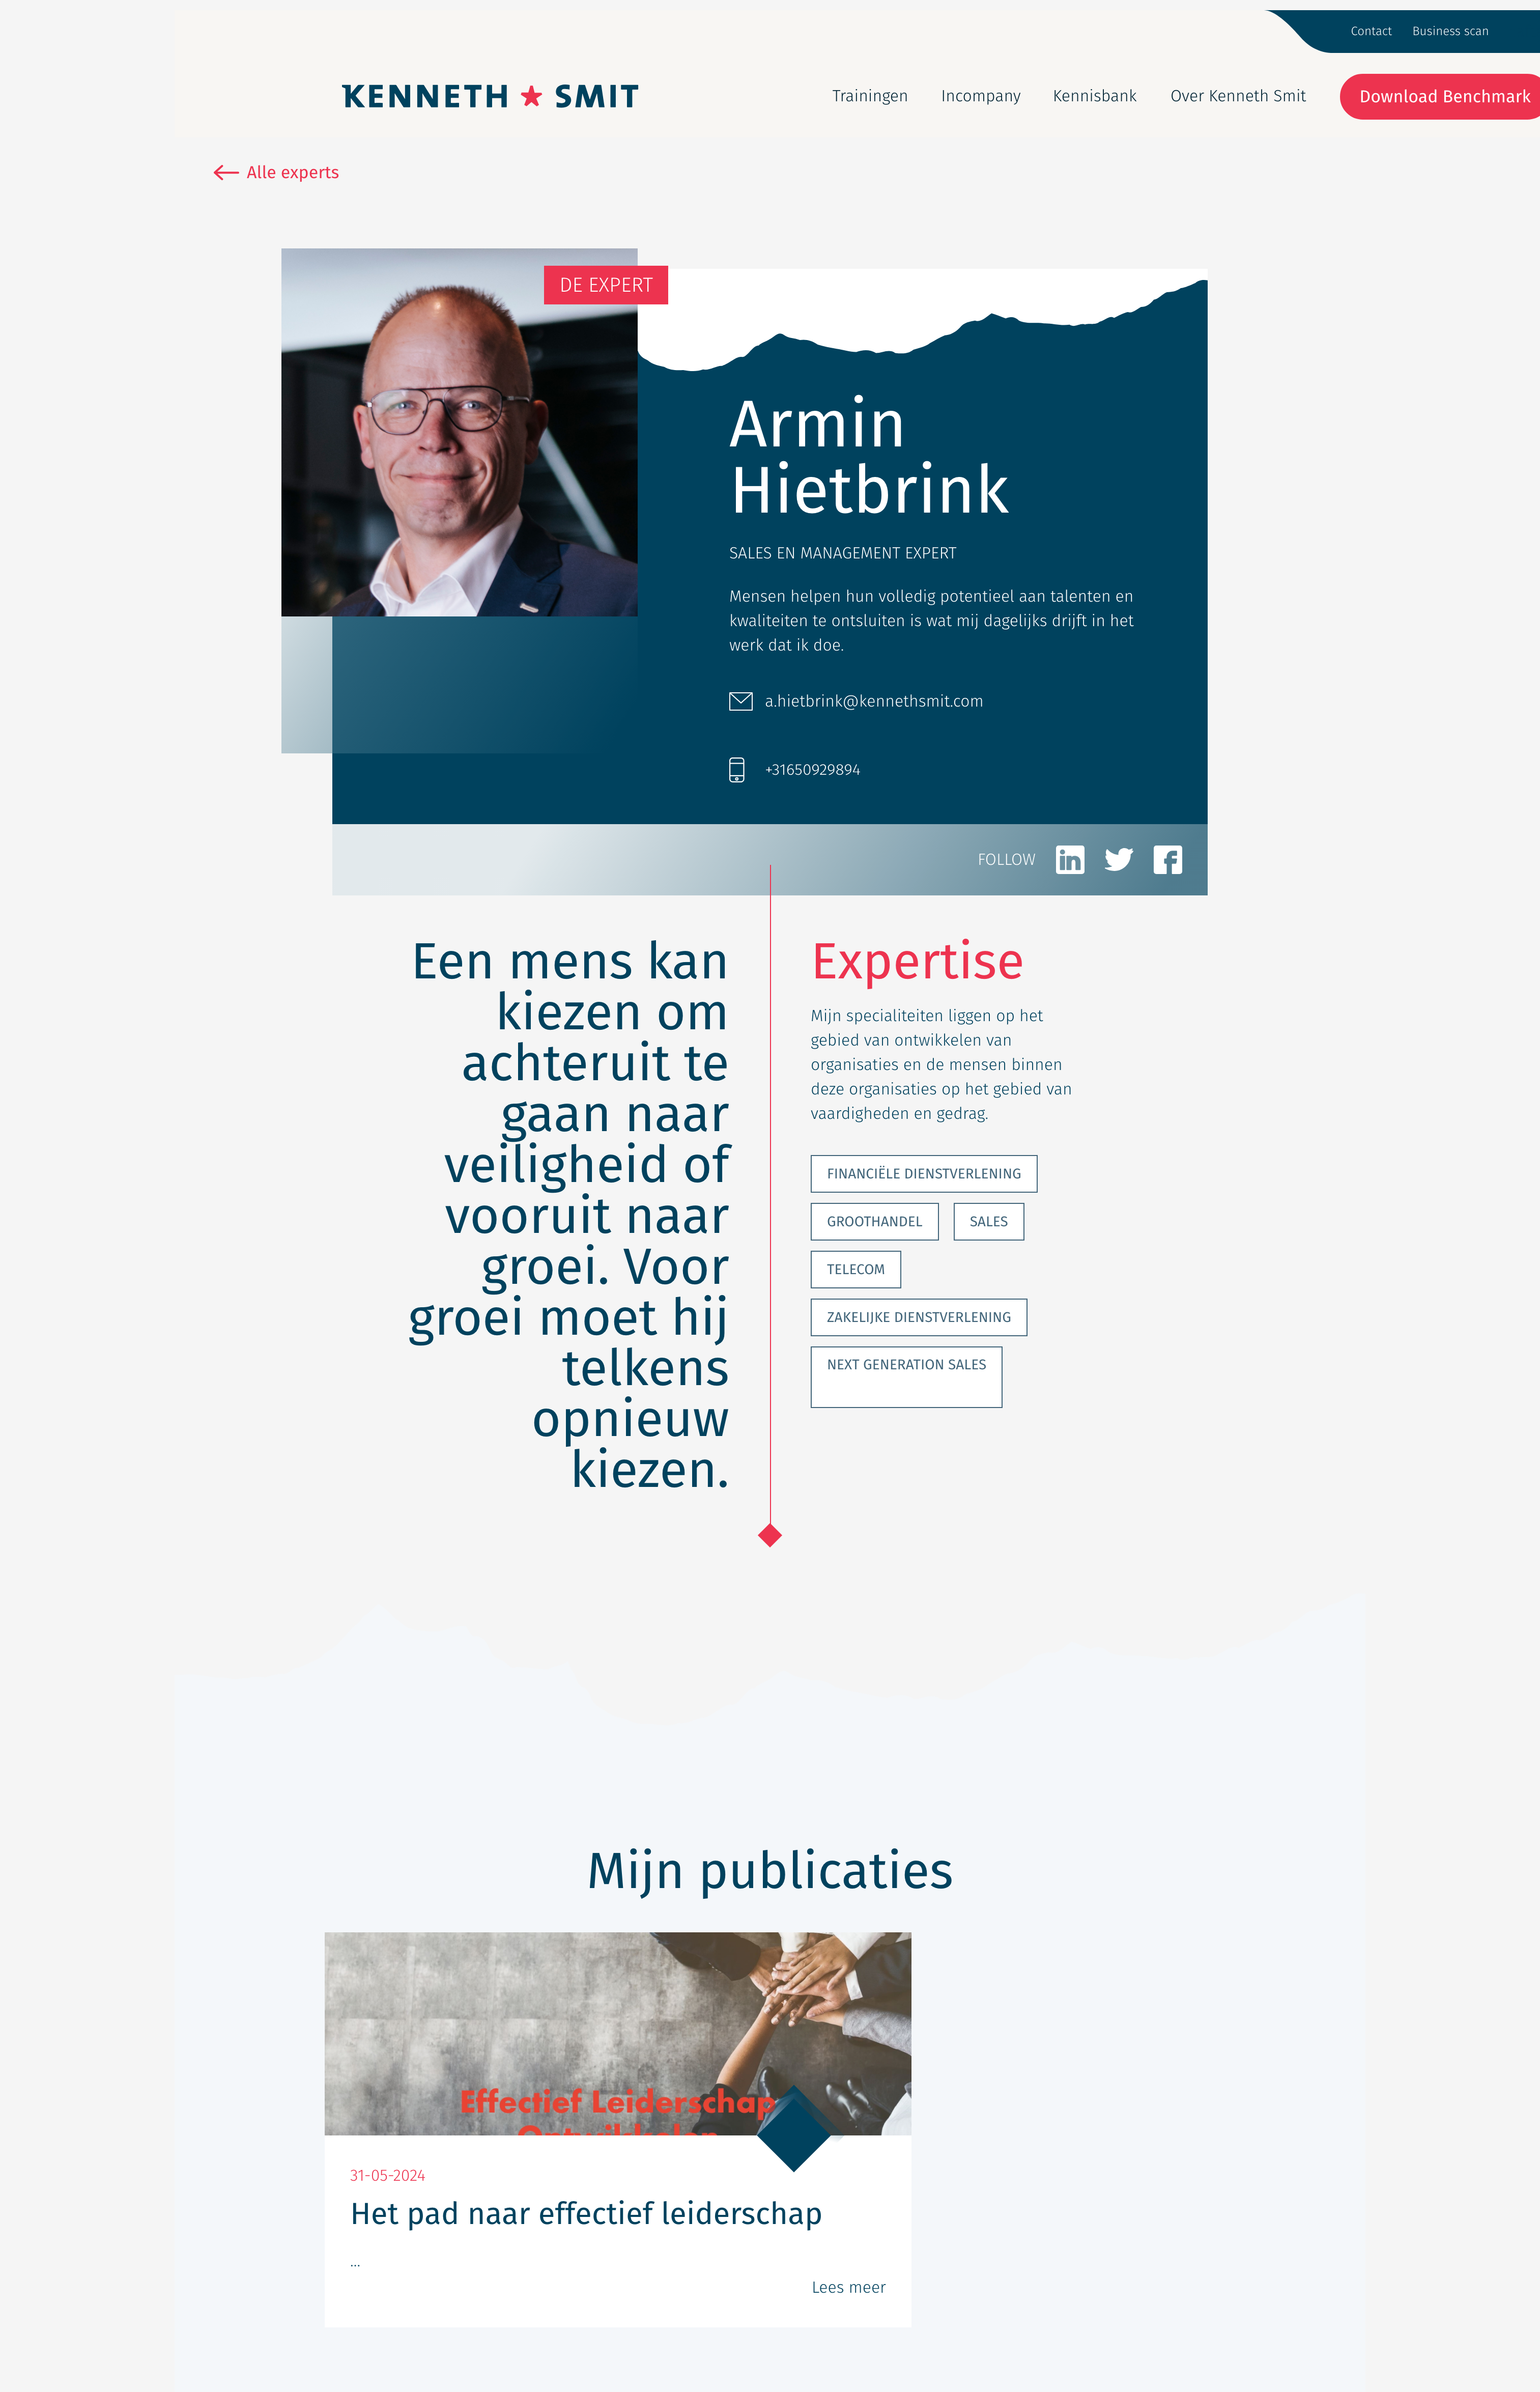 Contact Business scan
KENNETH ★ SMIT
Trainingen Incompany Kennisbank Over Kenneth Smit Download Benchmark
Alle experts
DE EXPERT
Armin
Hietbrink
SALES EN MANAGEMENT EXPERT
Mensen helpen hun volledig potentieel aan talenten en
kwaliteiten te ontsluiten is wat mij dagelijks drijft in het
werk dat ik doe.
a.hietbrink@kennethsmit.com
+31650929894
FOLLOW
Een mens kan
kiezen om
achteruit te
gaan naar
veiligheid of
vooruit naar
groei. Voor
groei moet hij
telkens
opnieuw
kiezen.
Expertise
Mijn specialiteiten liggen op het
gebied van ontwikkelen van
organisaties en de mensen binnen
deze organisaties op het gebied van
vaardigheden en gedrag.
FINANCIËLE DIENSTVERLENING
GROOTHANDEL SALES
TELECOM
ZAKELIJKE DIENSTVERLENING
NEXT GENERATION SALES
Mijn publicaties
Effectief Leiderschap
Ontwikkelen
31-05-2024
Het pad naar effectief leiderschap
...
Lees meer